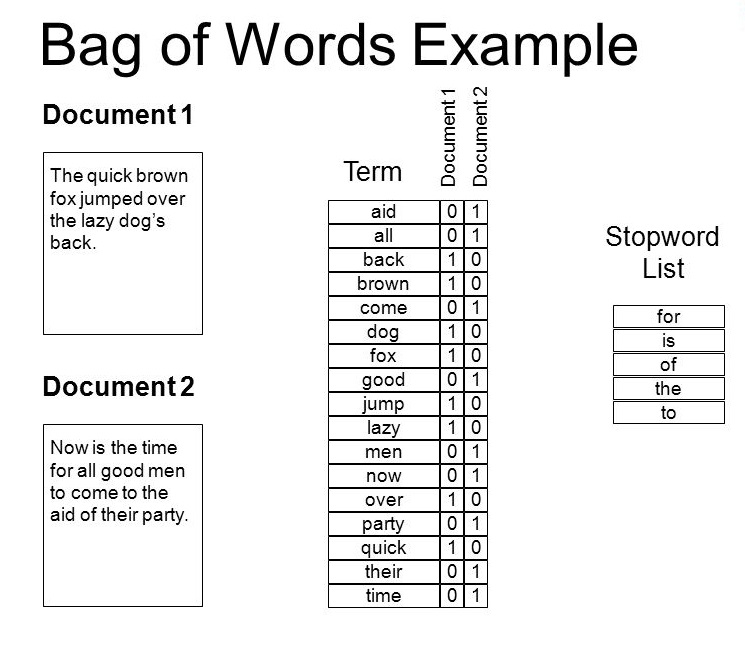 Bag of Words Example
Document 1
The quick brown
fox jumped over
the lazy dog's
back.
Document 2
Now is the time
for all good men
to come to the
aid of their party.
Term Document 1 Document 2
aid 0 1
all 0 1
back 1 0
brown 1 0
come 0 1
dog 1 0
fox 1 0
good 0 1
jump 1 0
lazy 1 0
men 0 1
now 0 1
over 1 0
party 0 1
quick 1 0
their 0 1
time 0 1
Stopword
List
for
is
of
the
to